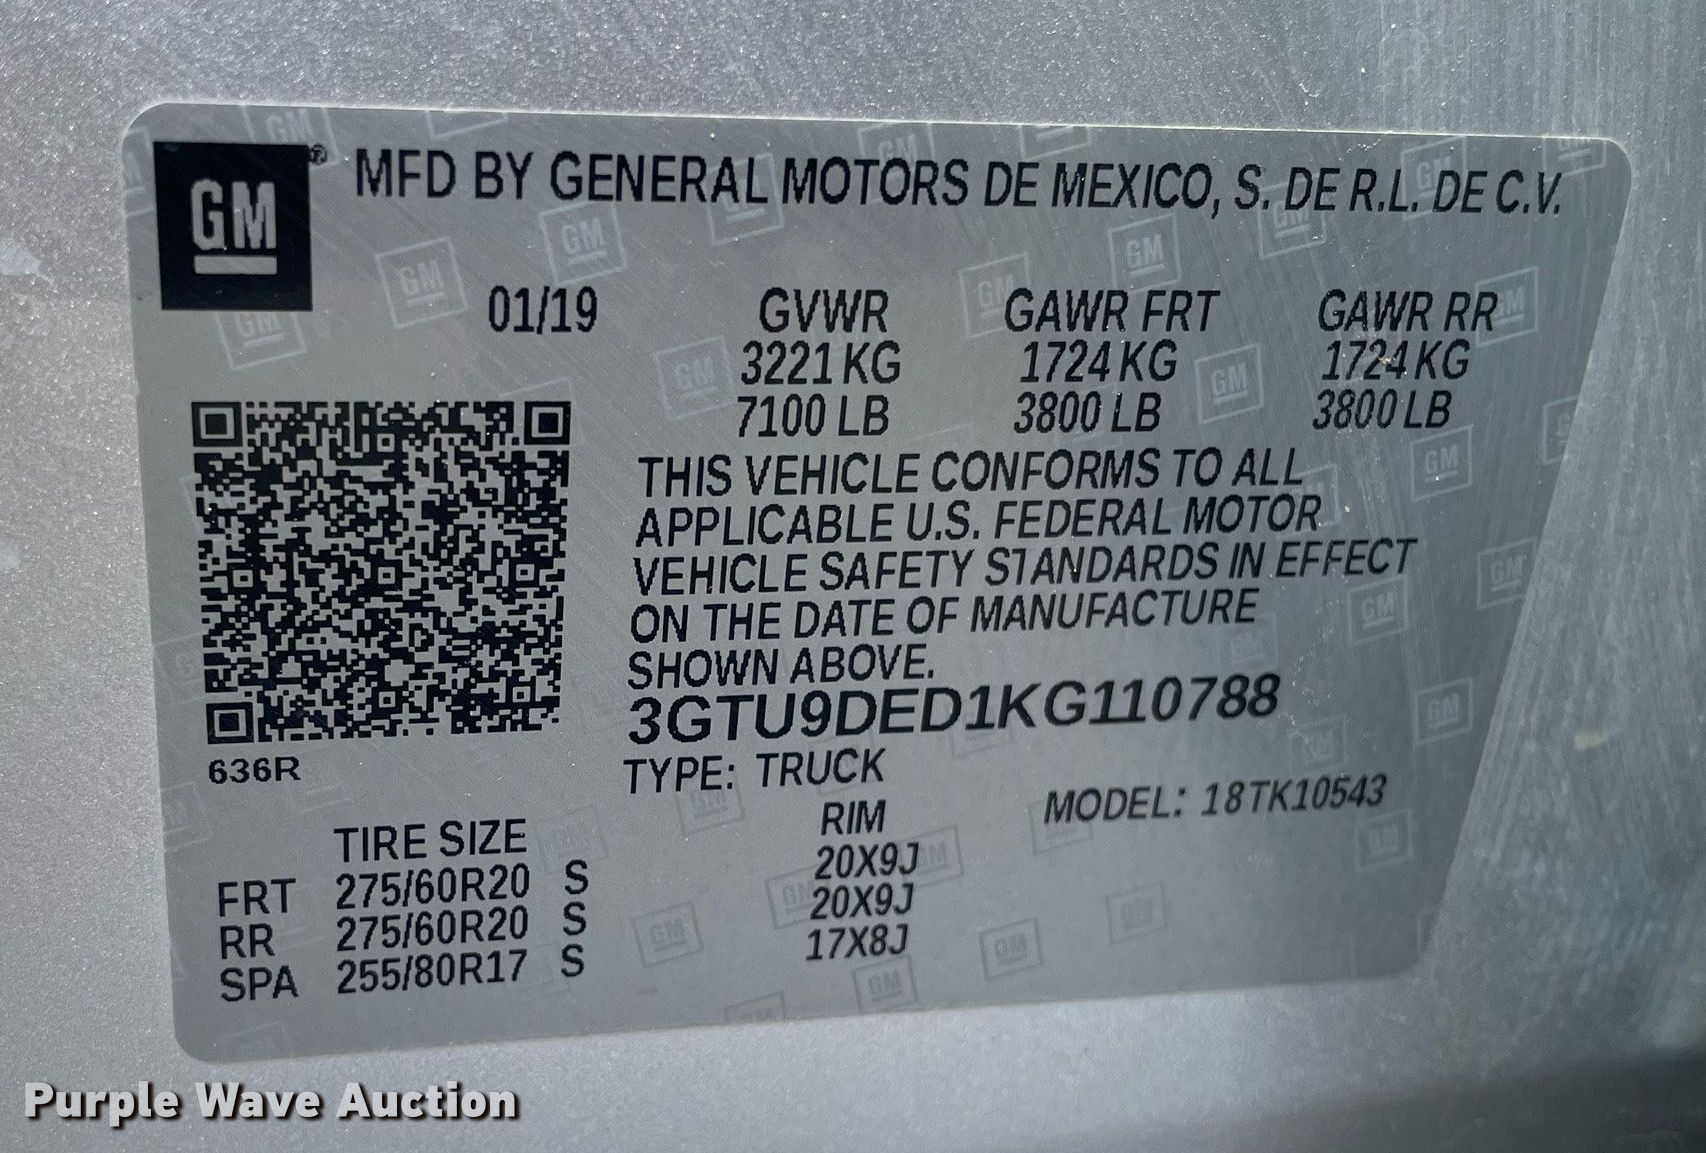 GM® MFD BY GENERAL MOTORS DE MEXICO, S. DE R.L. DE C.V.
01/19 GVWR GAWR FRT GAWR RR
3221 KG 1724 KG 1724 KG
7100 LB 3800 LB 3800 LB
THIS VEHICLE CONFORMS TO ALL
APPLICABLE U.S. FEDERAL MOTOR
VEHICLE SAFETY STANDARDS IN EFFECT
ON THE DATE OF MANUFACTURE
SHOWN ABOVE.
3GTU9DED1KG110788
636R
TYPE: TRUCK
MODEL: 18TK10543
TIRE SIZE RIM
FRT 275/60R20 S 20X9J
RR 275/60R20 S 20X9J
SPA 255/80R17 S 17X8J
Purple Wave Auction